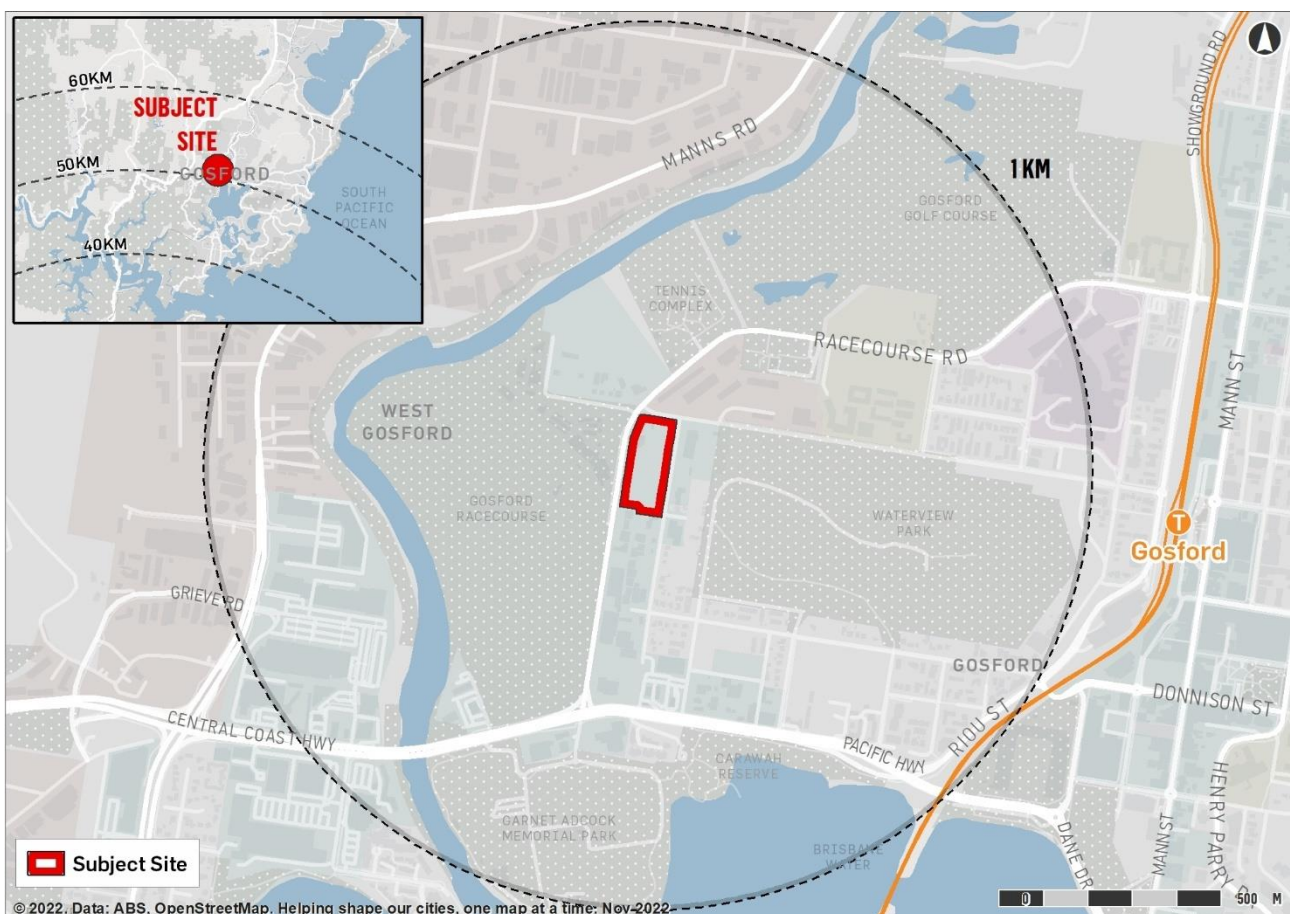 60KM
SUBJECT
SITE
50KM
GOSFORD
SOUTH
PACIFIC
OCEAN
40KM
MANNS RD
1 KM
SHOWGROUND RD
GOSFORD
GOLF COURSE
TENNIS
COMPLEX
RACECOURSE RD
MANN ST
WEST
GOSFORD
GOSFORD
RACECOURSE
WATERVIEW
PARK
T
Gosford
GRIEVE RD
GOSFORD
DONNISON ST
RIOU ST
CENTRAL COAST HWY
PACIFIC HWY
CARAWAH
RESERVE
HENRY PARRY
GARNET ADCOCK
MEMORIAL PARK
MANN ST
DANE DR
BRISBANE
WATER
Subject Site
0 500 M
© 2022. Data: ABS, OpenStreetMap. Helping shape our cities, one map at a time: Nov-2022